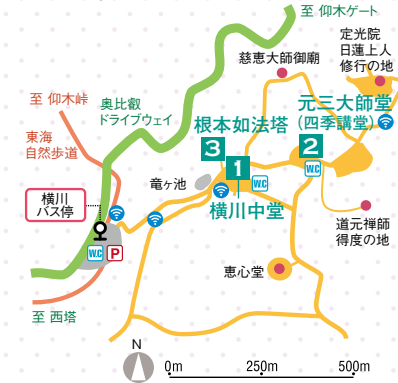 至 仰木ゲート
定光院
日蓮上人
修行の地
慈恵大師御廟
至 仰木峠
奥比叡
ドライブウェイ
元三大師堂
(四季講堂)
根本如法塔
東海
自然歩道
3
2
1
W.C
竜ヶ池
W.C
横川
バス停
横川中堂
道元禅師
得度の地
W.C
P
恵心堂
至 西塔
N
0m
250m
500m